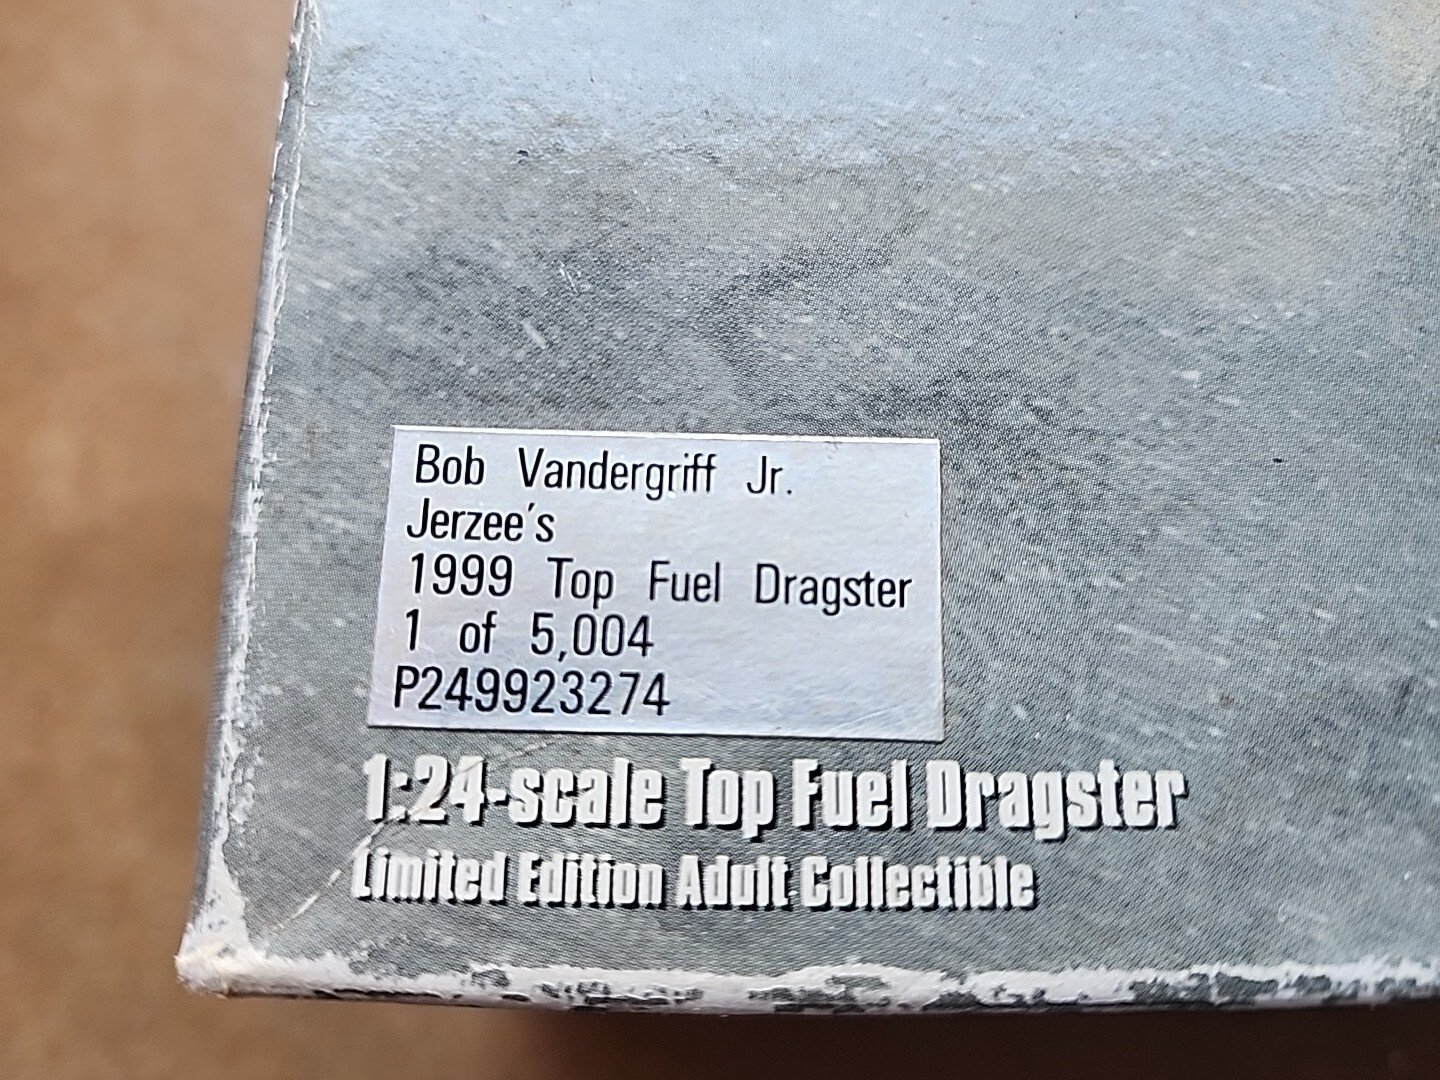 Bob Vandergriff Jr.
Jerzee's
1999 Top Fuel Dragster
1 of 5,004
P249923274
1:24-scale Top Fuel Dragster
Limited Edition Adult Collectible